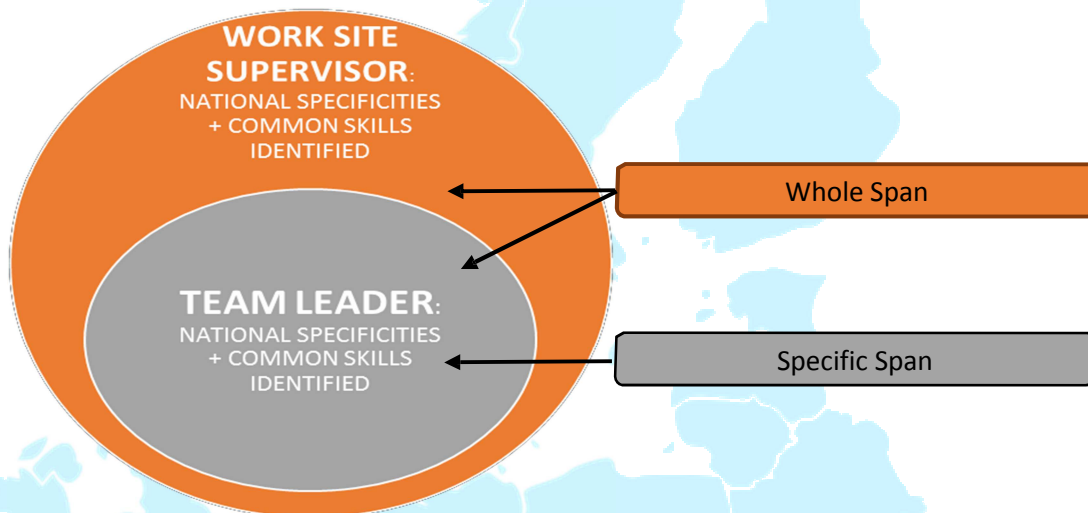 WORK SITE
SUPERVISOR:
NATIONAL SPECIFICITIES
+ COMMON SKILLS
IDENTIFIED
Whole Span
TEAM LEADER:
NATIONAL SPECIFICITIES
+ COMMON SKILLS
IDENTIFIED
Specific Span